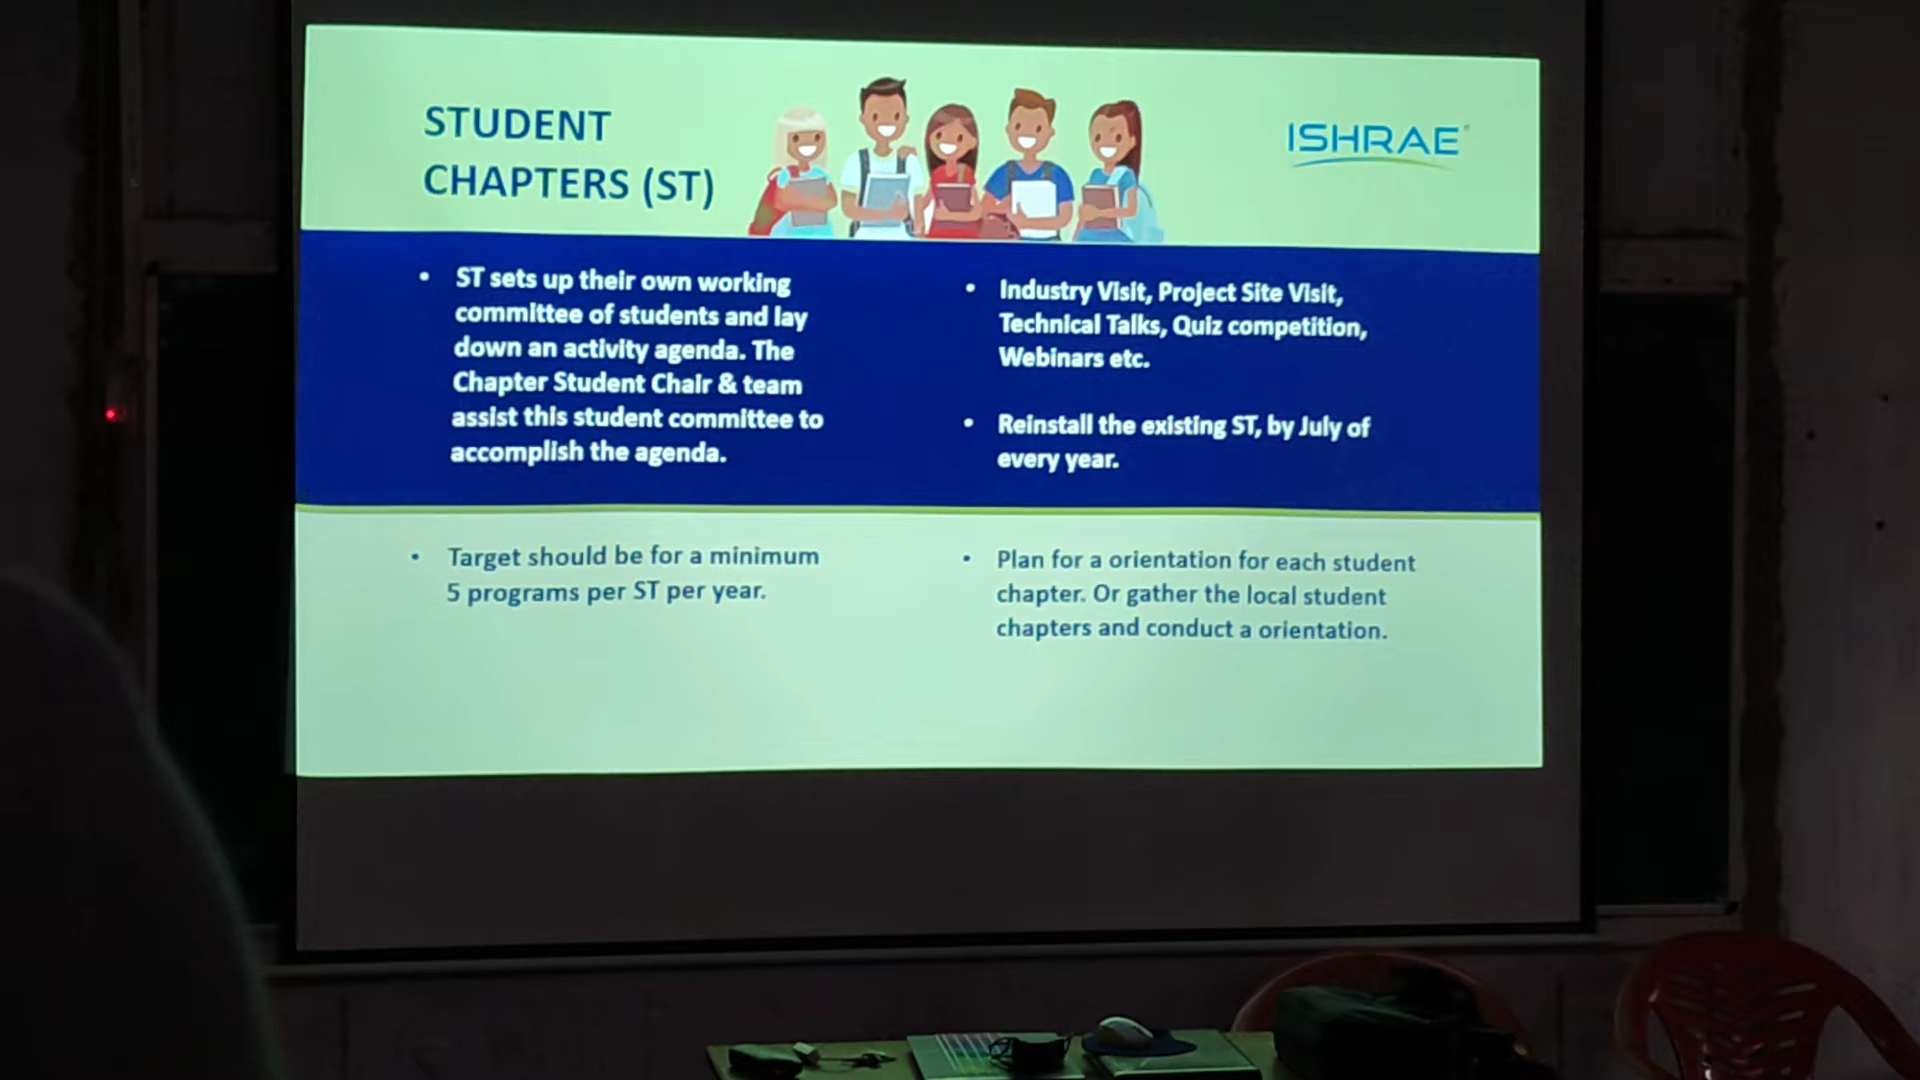 STUDENT
CHAPTERS (ST)
ISHRAE
• ST sets up their own working
committee of students and lay
down an activity agenda. The
Chapter Student Chair & team
assist this student committee to
accomplish the agenda.
• Industry Visit, Project Site Visit,
Technical Talks, Quiz competition,
Webinars etc.
• Reinstall the existing ST, by July of
every year.
• Target should be for a minimum
5 programs per ST per year.
• Plan for a orientation for each student
chapter. Or gather the local student
chapters and conduct a orientation.